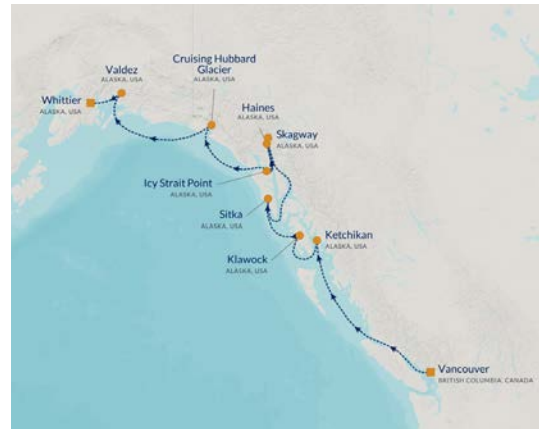 Cruising Hubbard
Glacier
ALASKA, USA
Valdez
ALASKA, USA
Whittier
ALASKA, USA
Haines
ALASKA, USA
Skagway
ALASKA, USA
Icy Strait Point
ALASKA, USA
Sitka
ALASKA, USA
Ketchikan
ALASKA, USA
Klawock
ALASKA, USA
Vancouver
BRITISH COLUMBIA, CANADA